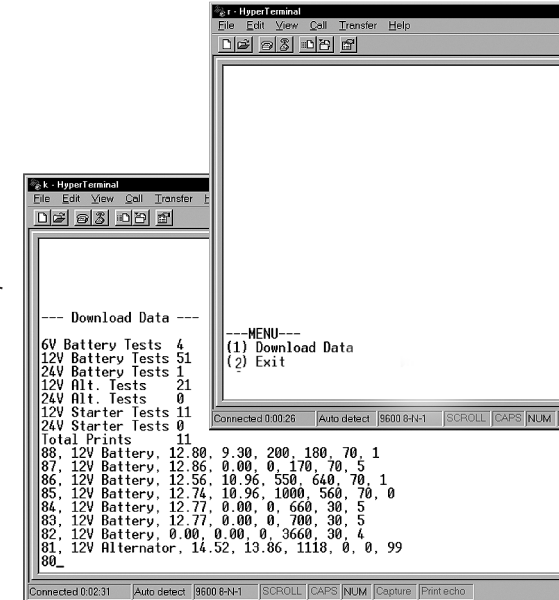 r - HyperTerminal
File Edit View Call Transfer Help
---MENU---
(1) Download Data
(2) Exit
Connected 0:00:26 Auto detect 9600 8-N-1 SCROLL CAPS NUM
k - HyperTerminal
File Edit View Call Transfer
--- Download Data ---
6V Battery Tests 4
12V Battery Tests 51
24V Battery Tests 1
12V Alt. Tests 21
24V Alt. Tests 0
12V Starter Tests 11
24V Starter Tests 0
Total Prints 11
88, 12V Battery, 12.80, 9.30, 200, 180, 70, 1
87, 12V Battery, 12.86, 0.00, 0, 170, 70, 5
86, 12V Battery, 12.56, 10.96, 550, 640, 70, 1
85, 12V Battery, 12.74, 10.96, 1000, 560, 70, 0
84, 12V Battery, 12.77, 0.00, 0, 660, 30, 5
83, 12V Battery, 12.77, 0.00, 0, 700, 30, 5
82, 12V Battery, 0.00, 0.00, 0, 3660, 30, 4
81, 12V Alternator, 14.52, 13.86, 1118, 0, 0, 99
80_
Connected 0:02:31 Auto detect 9600 8-N-1 SCROLL CAPS NUM Capture Print echo